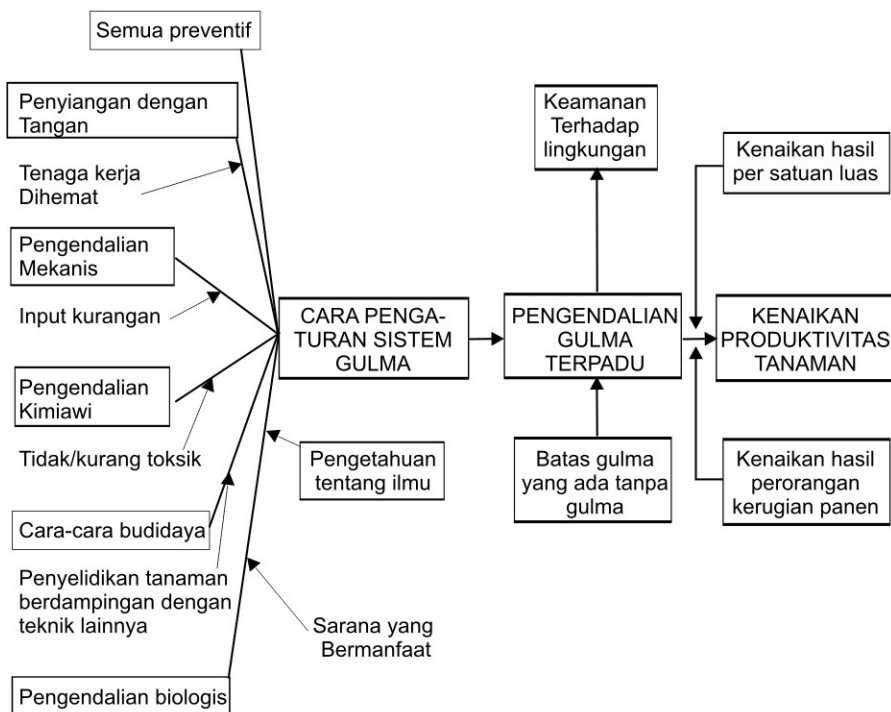 Semua preventif
Penyiangan dengan
Tangan
Tenaga kerja
Dihemat
Pengendalian
Mekanis
Input kurangan
Pengendalian
Kimiawi
Tidak/kurang toksik
Cara-cara budidaya
Penyelidikan tanaman
berdampingan dengan
teknik lainnya
Pengendalian biologis
CARA PENGA-
TURAN SISTEM
GULMA
Pengetahuan
tentang ilmu
Sarana yang
Bermanfaat
Keamanan
Terhadap
lingkungan
PENGENDALIAN
GULMA
TERPADU
Batas gulma
yang ada tanpa
gulma
Kenaikan hasil
per satuan luas
KENAIKAN
PRODUKTIVITAS
TANAMAN
Kenaikan hasil
perorangan
kerugian panen